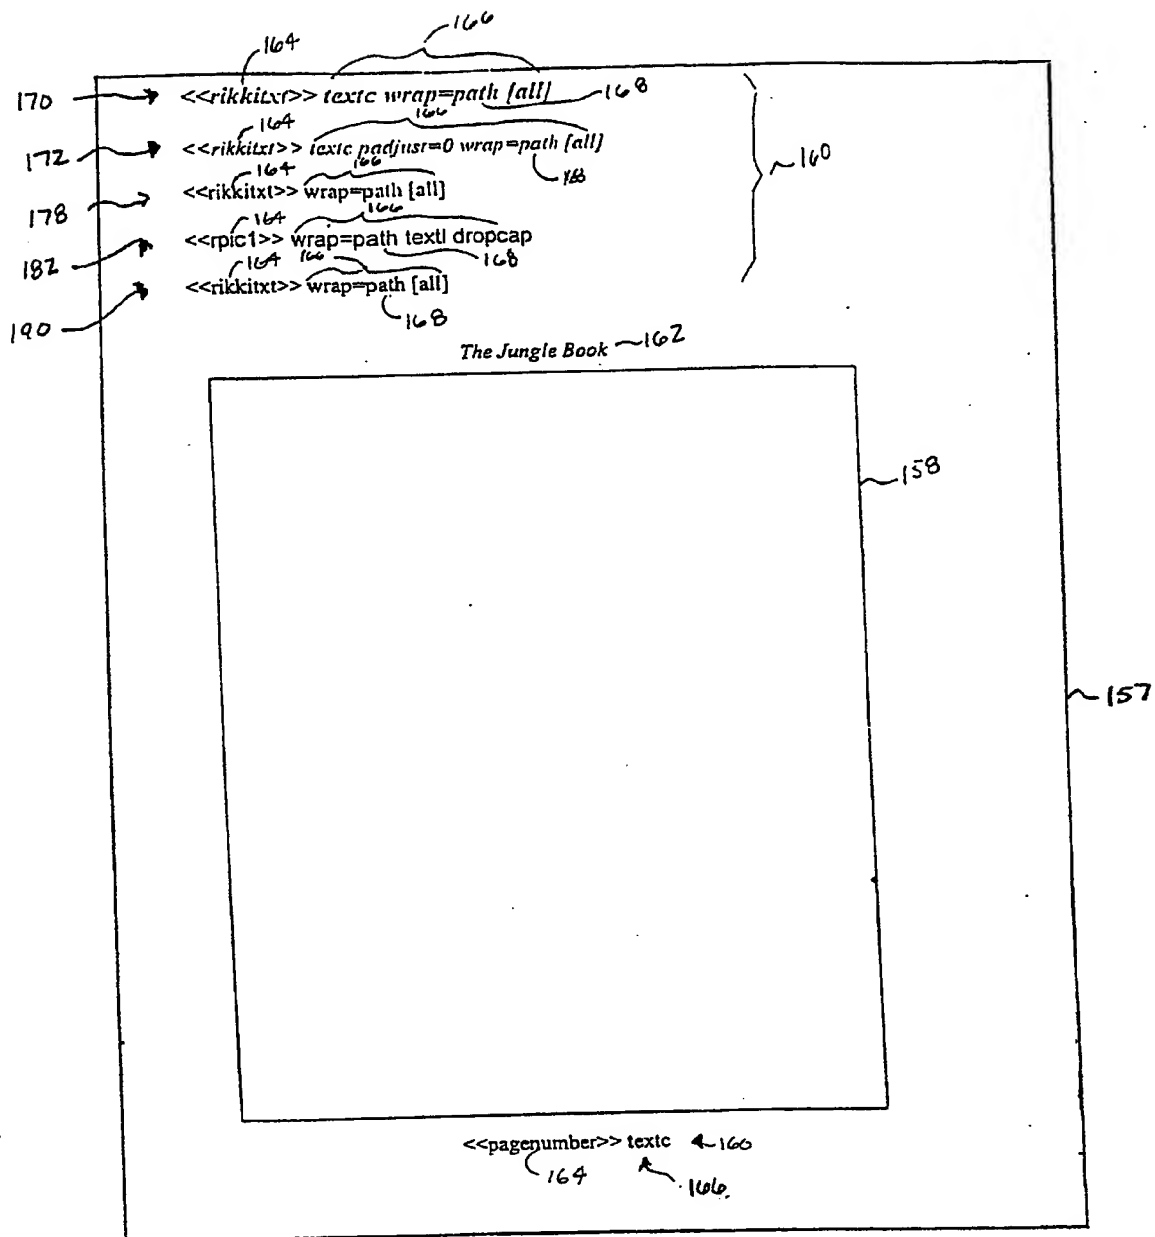 166
164
170 <<rikkitxt>> textc wrap=path [all] 168
164 166
172 <<rikkitxt>> textc padjust=0 wrap=path [all] 160
164 166 168
178 <<rikkitxt>> wrap=path [all]
164 166
182 <<rpic1>> wrap=path textl dropcap
164 166 168
190 <<rikkitxt>> wrap=path [all]
168
The Jungle Book 162
158
157
<<pagenumber>> textc 160
164 166